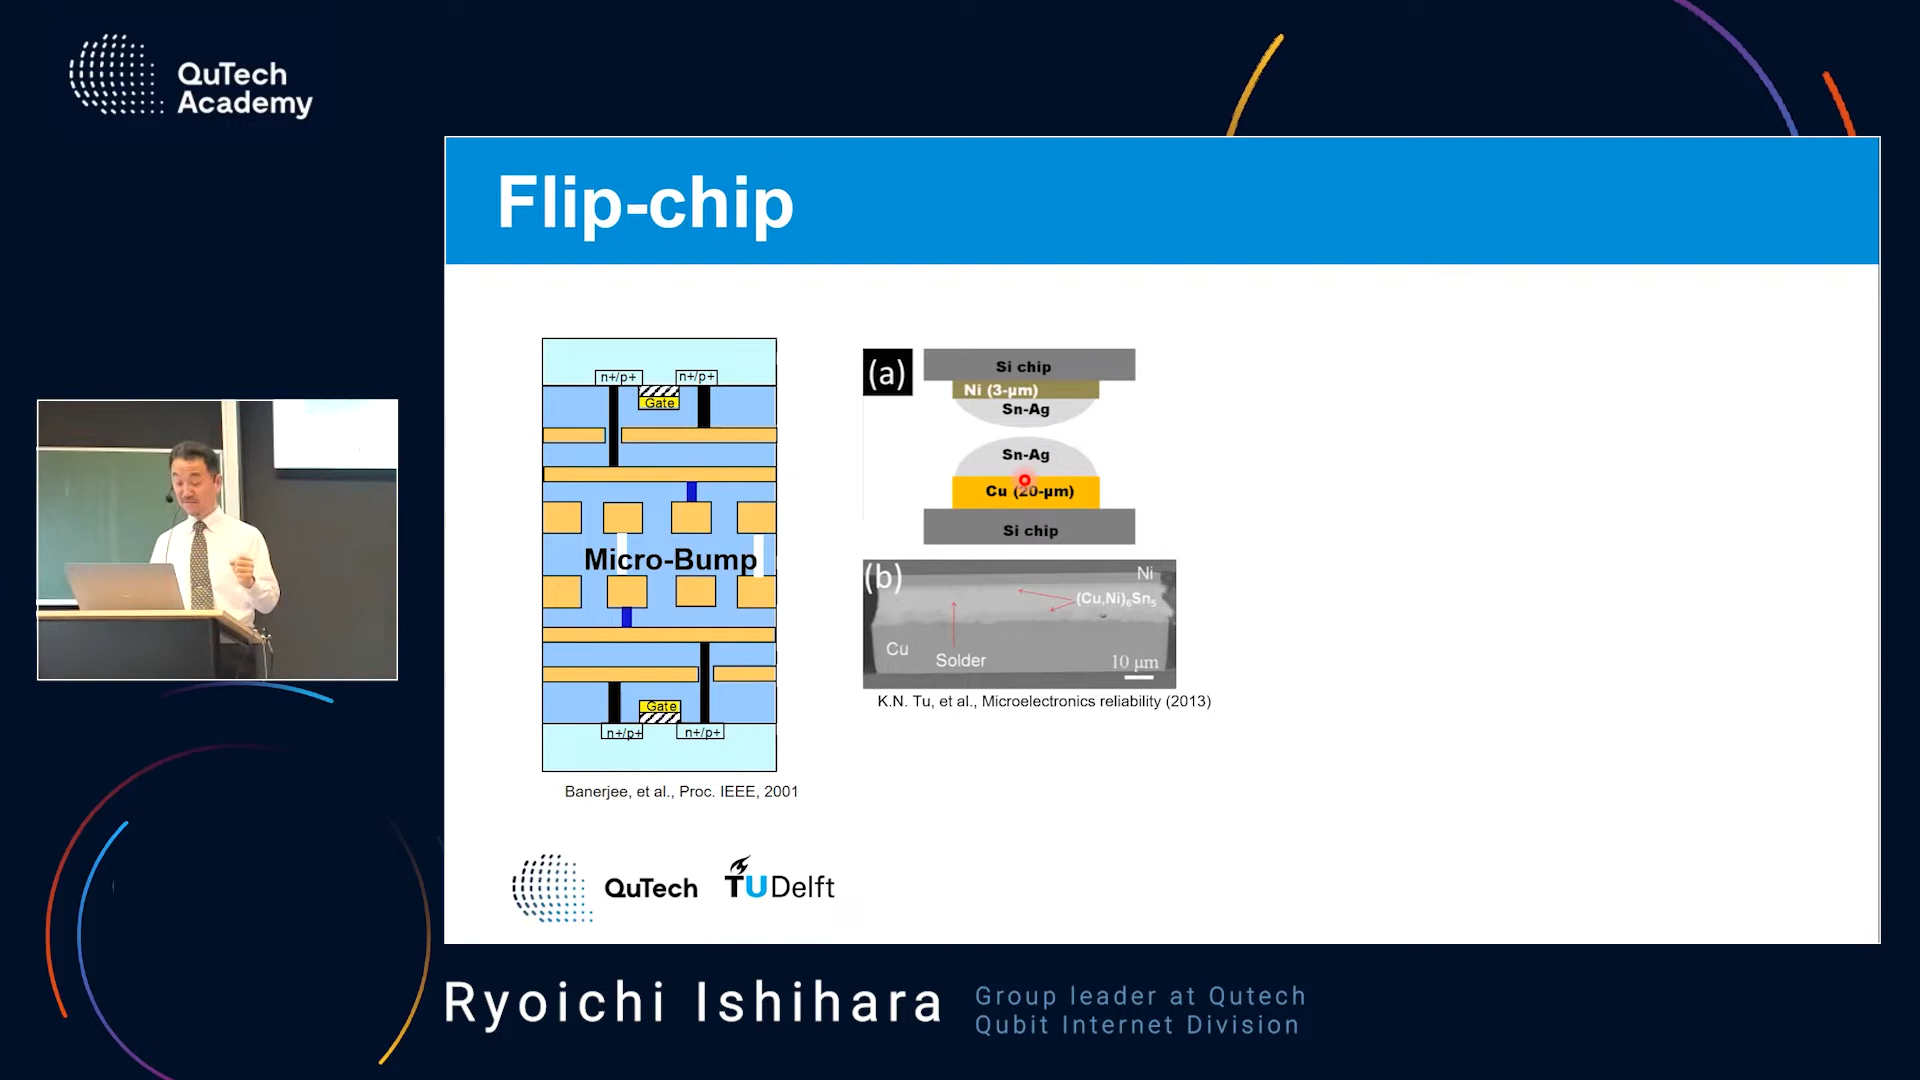 QuTech
Academy
Flip-chip
n+/p+
n+/p+
Gate
Micro-Bump
Gate
n+/p+
n+/p+
Banerjee, et al., Proc. IEEE, 2001
(a)
Si chip
Ni (3-µm)
Sn-Ag
Sn-Ag
Cu (20-µm)
Si chip
(b)
Ni
(Cu,Ni)₆Sn₅
Cu
Solder
10 µm
K.N. Tu, et al., Microelectronics reliability (2013)
QuTech
TUDelft
Ryoichi Ishihara
Group leader at Qutech
Qubit Internet Division